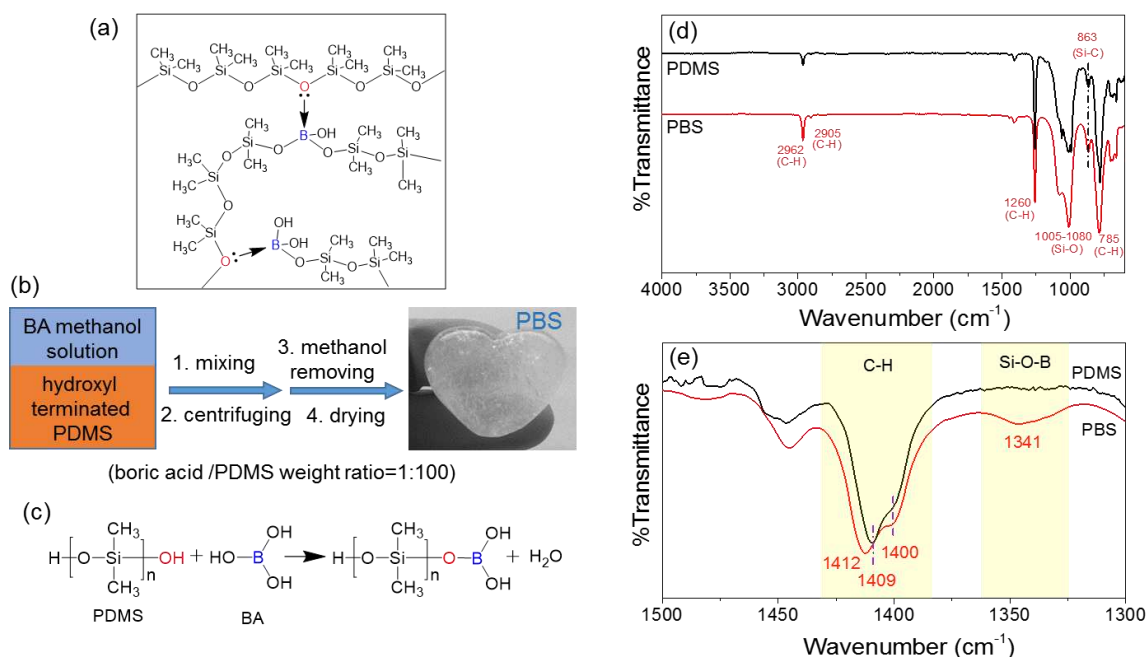 (a)
CH₃ CH₃ CH₃ CH₃ CH₃
CH₃ CH₃ CH₃ CH₃ CH₃
Si Si Si Si Si
O O O O O
B OH
CH₃ CH₃ O O CH₃
O Si Si O Si
H₃C Si CH₃ CH₃ CH₃
H₃C CH₃
O
H₃C CH₃ OH
H₃C Si B OH CH₃ CH₃ CH₃
O O Si O Si
CH₃ CH₃
(b)
BA methanol
solution
hydroxyl
terminated
PDMS
1. mixing
2. centrifuging
3. methanol
removing
4. drying
PBS
(boric acid /PDMS weight ratio=1:100)
(c)
CH₃ OH CH₃ OH
H O Si OH + HO B H O Si O B + H₂O
CH₃ n OH CH₃ n OH
PDMS BA
(d)
%Transmittance
PDMS
PBS
863
(Si-C)
2962
(C-H)
2905
(C-H)
1260
(C-H)
1005-1080
(Si-O)
785
(C-H)
4000 3500 3000 2500 2000 1500 1000
Wavenumber (cm⁻¹)
(e)
%Transmittance
C-H
Si-O-B
PDMS
PBS
1341
1400
1412
1409
1500 1450 1400 1350 1300
Wavenumber (cm⁻¹)